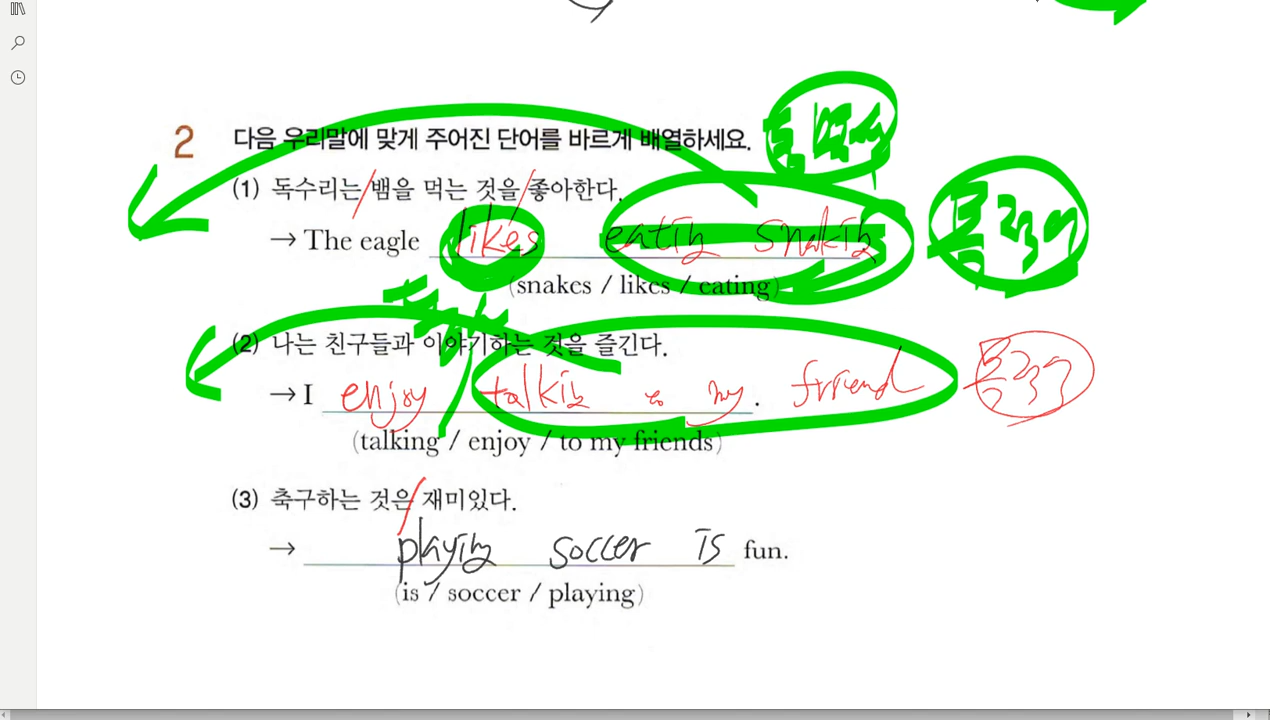 2 다음 우리말에 맞게 주어진 단어를 바르게 배열하세요.
(1) 독수리는/뱀을 먹는 것을/좋아한다.
→ The eagle likes eating snaking
(snakes / likes / eating)
(2) 나는 친구들과 이야기하는 것을 즐긴다.
→ I enjoy talking to my . friend
(talking / enjoy / to my friends)
(3) 축구하는 것은/재미있다.
→ playing soccer is fun.
(is / soccer / playing)